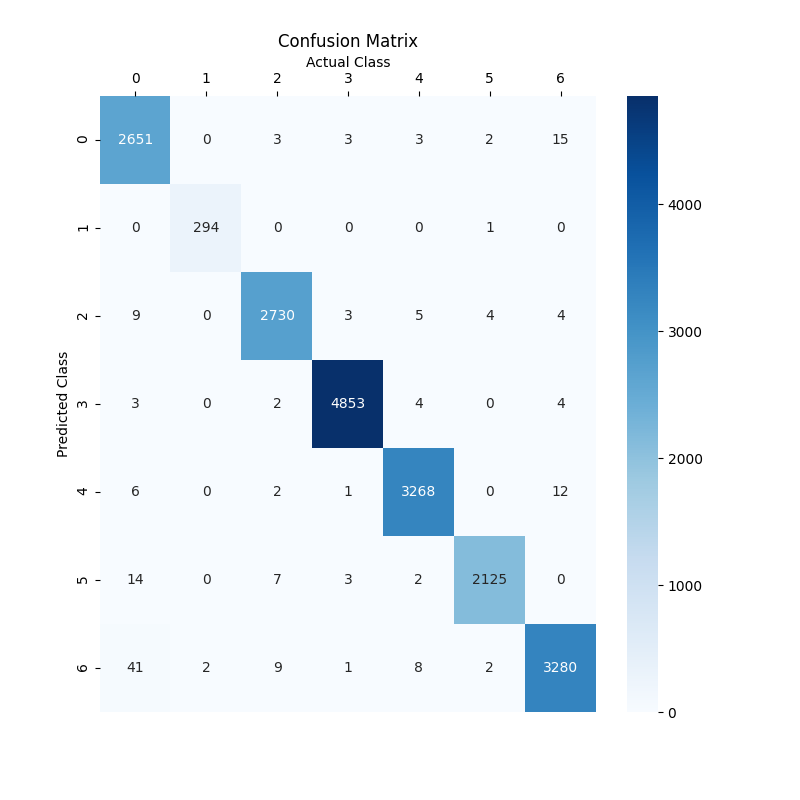 Confusion Matrix
Actual Class
0 1 2 3 4 5 6
0 2651 0 3 3 3 2 15
1 0 294 0 0 0 1 0
2 9 0 2730 3 5 4 4
3 3 0 2 4853 4 0 4
4 6 0 2 1 3268 0 12
5 14 0 7 3 2 2125 0
6 41 2 9 1 8 2 3280
Predicted Class
4000
3000
2000
1000
0